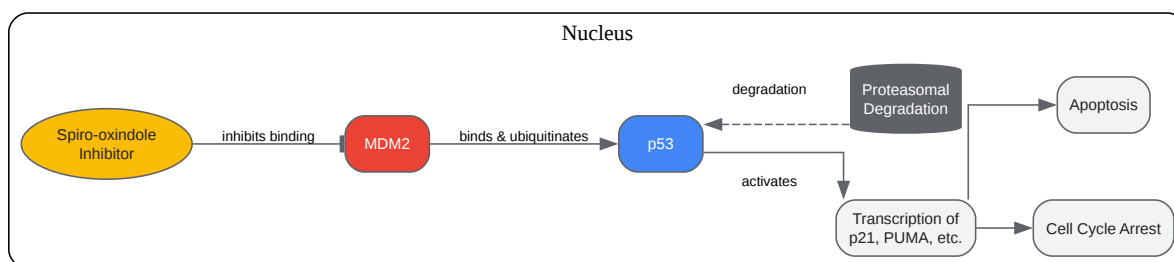 Nucleus
Spiro-oxindole
Inhibitor
inhibits binding
MDM2
binds & ubiquitinates
p53
degradation
Proteasomal
Degradation
activates
Transcription of
p21, PUMA, etc.
Apoptosis
Cell Cycle Arrest